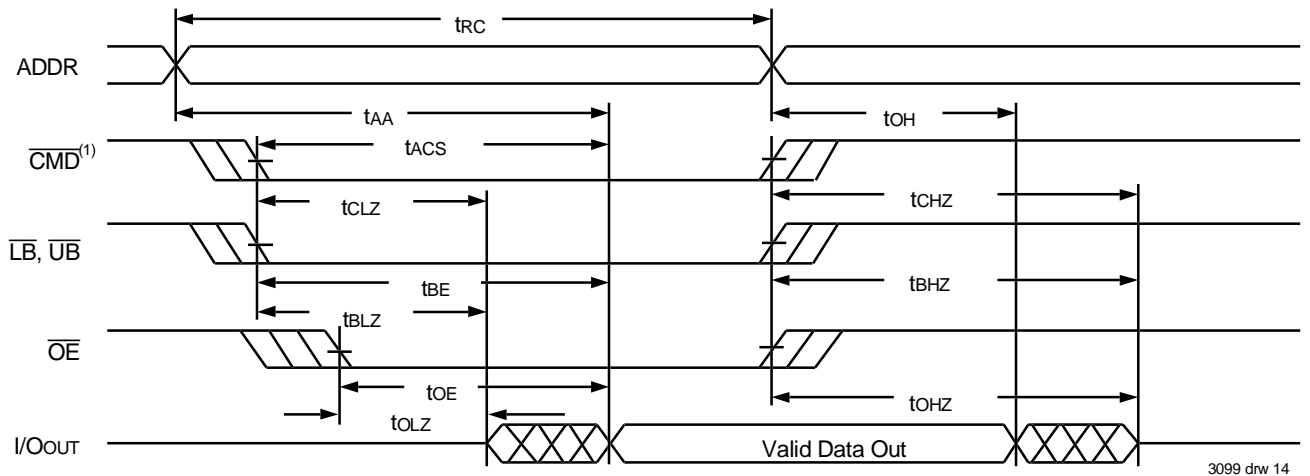 tRC
ADDR
tAA
tOH
CMD(1)
tACS
tCLZ
tCHZ
LB, UB
tBE
tBHZ
tBLZ
OE
tOE
tOLZ
tOHZ
I/OOUT
Valid Data Out
3099 drw 14